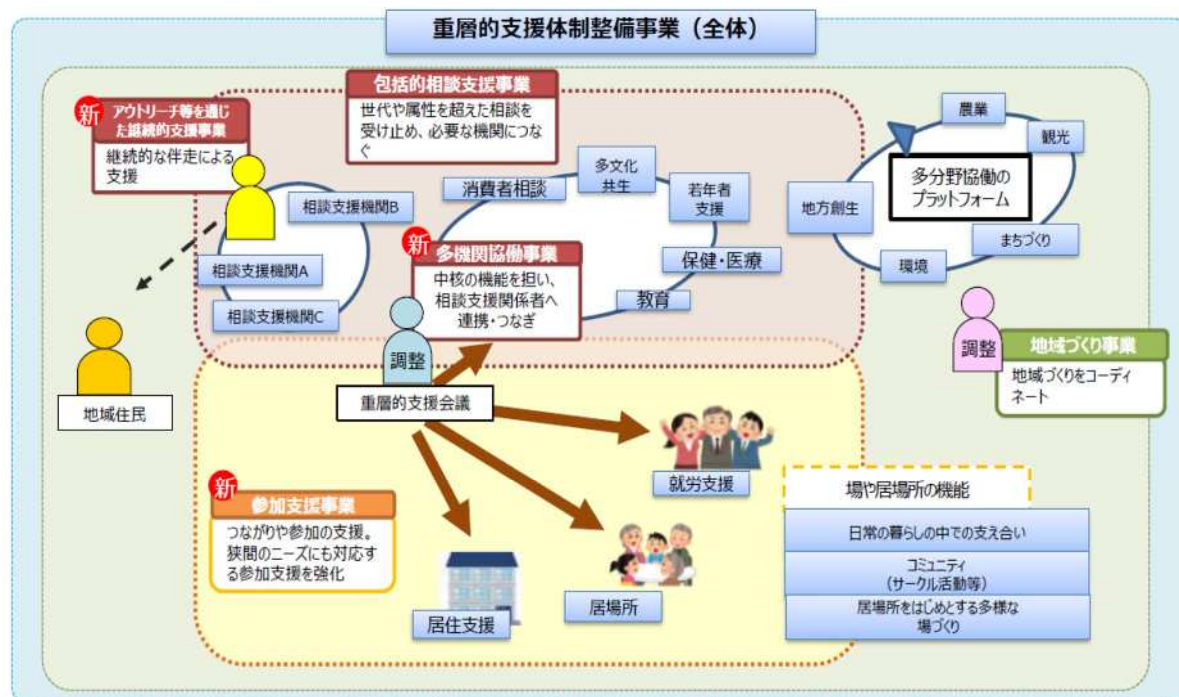 重層的支援体制整備事業（全体）
新
アウトリーチ等を通じ
た継続的支援事業
継続的な伴走による
支援
包括的相談支援事業
世代や属性を超えた相談を
受け止め、必要な機関につな
ぐ
相談支援機関B
相談支援機関A
相談支援機関C
消費者相談
多文化
共生
若年者
支援
保健・医療
教育
新
多機関協働事業
中核の機能を担い、
相談支援関係者へ
連携・つなぎ
農業
観光
多分野協働の
プラットフォーム
地方創生
まちづくり
環境
調整
地域づくり事業
地域づくりをコーディ
ネート
地域住民
調整
重層的支援会議
新
参加支援事業
つながりや参加の支援。
狭間のニーズにも対応す
る参加支援を強化
就労支援
居場所
居住支援
場や居場所の機能
日常の暮らしの中での支え合い
コミュニティ
（サークル活動等）
居場所をはじめとする多様な
場づくり